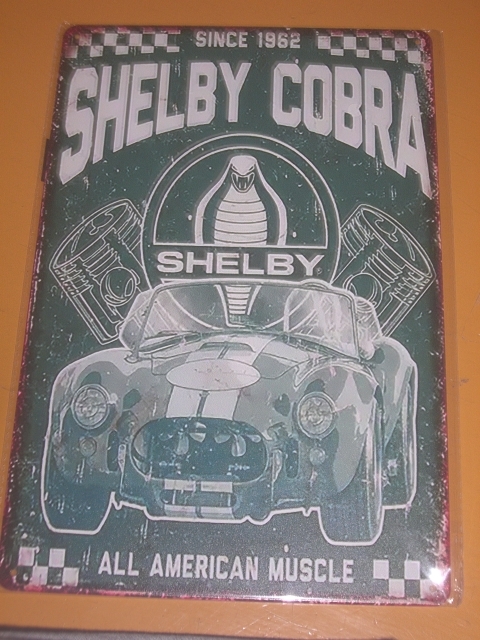 SINCE 1962
SHELBY COBRA
SHELBY
ALL AMERICAN MUSCLE